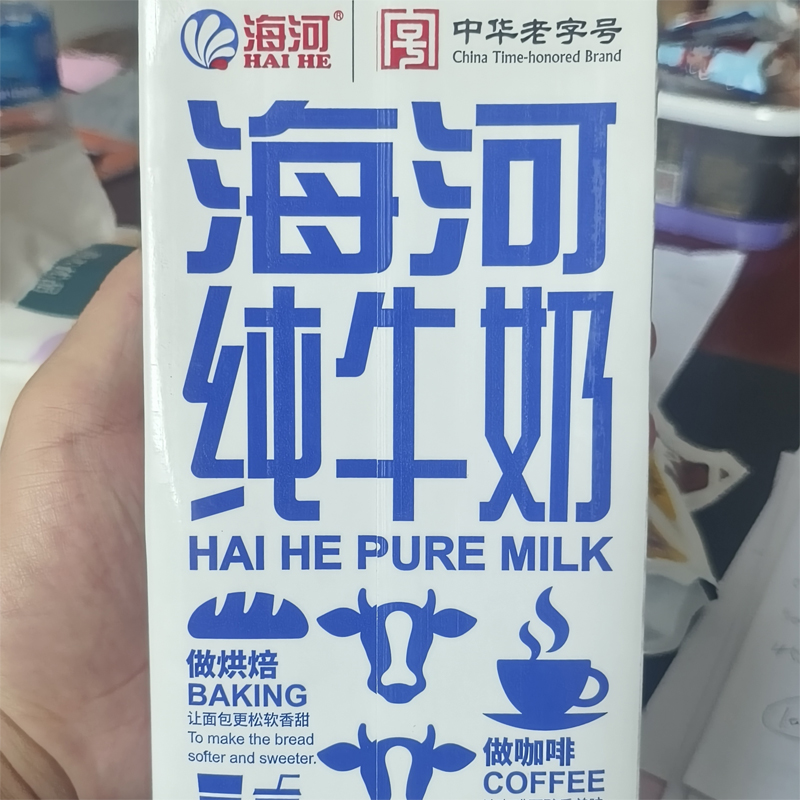 海河®
HAI HE
中华老字号
China Time-honored Brand
海河
纯牛奶
HAI HE PURE MILK
做烘焙
BAKING
让面包更松软香甜
To make the bread
softer and sweeter.
做咖啡
COFFEE